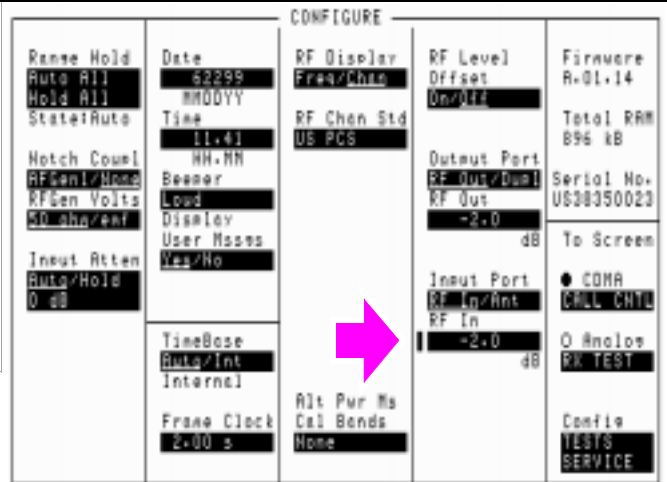 CONFIGURE
Range Hold
Auto All
Hold All
State:Auto
Notch Coupl
RFGen1/None
RFGen Volts
50 ohm/emf
Input Atten
Auto/Hold
0 dB
Date
62299
MMDDYY
Time
11.41
HH.MM
Beeper
Loud
Display
User Mssgs
Yes/No
TimeBase
Auto/Int
Internal
Frame Clock
2.00 s
RF Display
Freq/Chan
RF Chan Std
US PCS
Alt Pwr Ms
Cal Bands
None
RF Level
Offset
On/Off
Output Port
RF Out/Dupl
RF Out
-2.0
dB
Input Port
RF In/Ant
RF In
-2.0
dB
Firmware
A.01.14
Total RAM
896 kB
Serial No.
US38350023
To Screen
CDMA
CALL CNTL
Analog
RX TEST
Config
TESTS
SERVICE